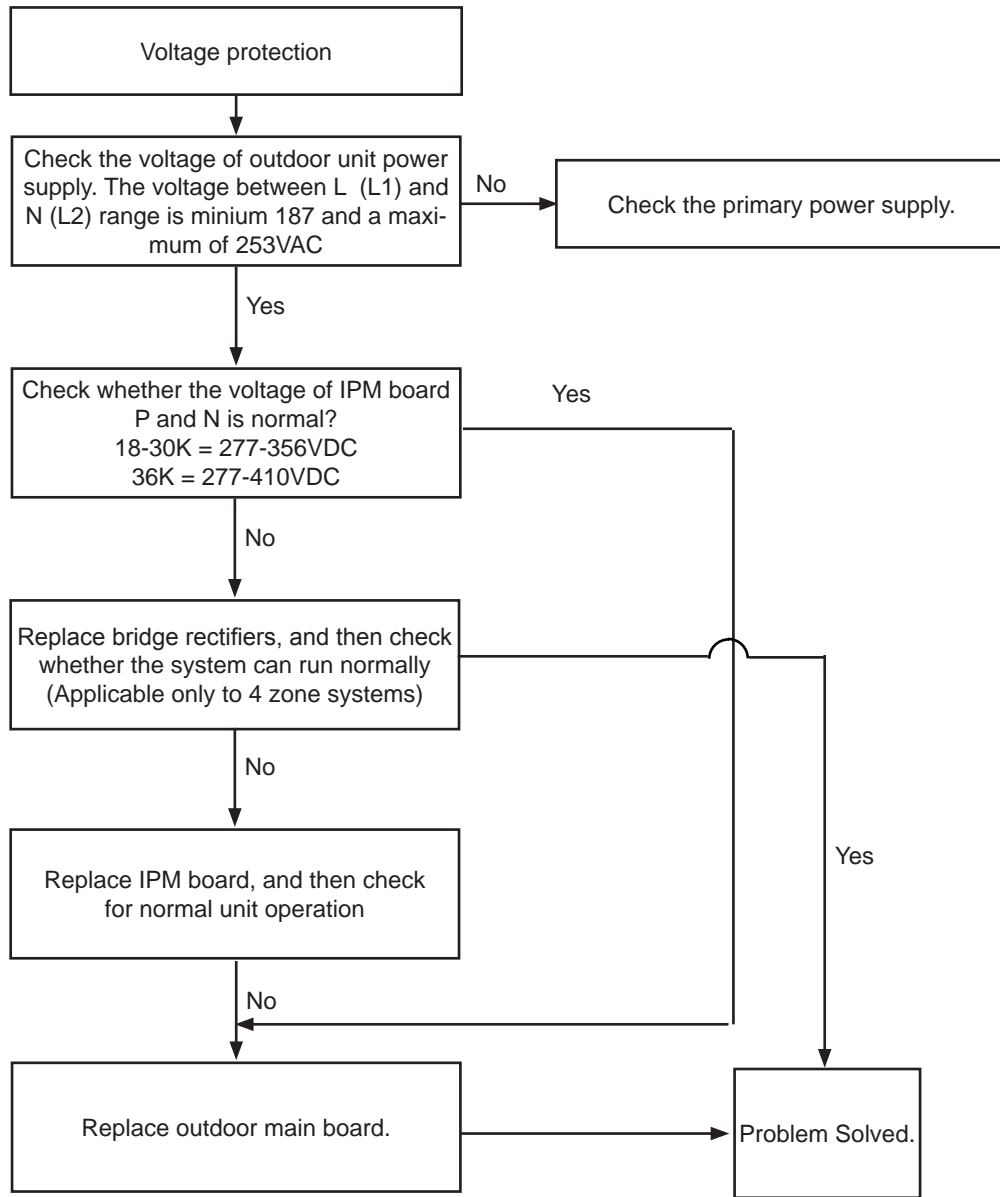 Voltage protection
Check the voltage of outdoor unit power
supply. The voltage between L (L1) and
N (L2) range is minium 187 and a maxi-
mum of 253VAC
No
Check the primary power supply.
Yes
Check whether the voltage of IPM board
P and N is normal?
18-30K = 277-356VDC
36K = 277-410VDC
Yes
No
Replace bridge rectifiers, and then check
whether the system can run normally
(Applicable only to 4 zone systems)
No
Yes
Replace IPM board, and then check
for normal unit operation
No
Replace outdoor main board.
Problem Solved.